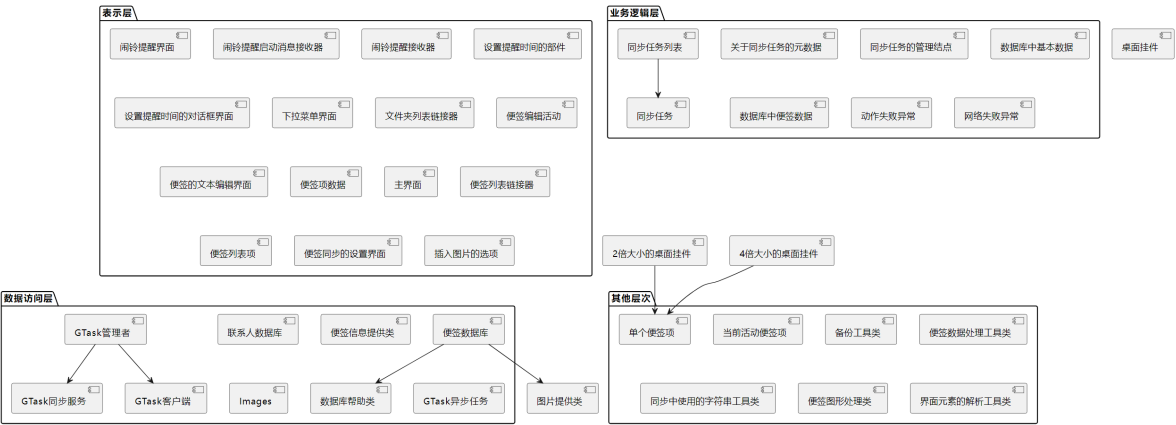 表示层
闹铃提醒界面
闹铃提醒启动消息接收器
闹铃提醒接收器
设置提醒时间的部件
设置提醒时间的对话框界面
下拉菜单界面
文件夹列表链接器
便签编辑活动
便签的文本编辑界面
便签项数据
主界面
便签列表链接器
便签列表项
便签同步的设置界面
插入图片的选项
业务逻辑层
同步任务列表
关于同步任务的元数据
同步任务的管理结点
数据库中基本数据
同步任务
数据库中便签数据
动作失败异常
网络失败异常
桌面挂件
2倍大小的桌面挂件
4倍大小的桌面挂件
数据访问层
GTask管理者
联系人数据库
便签信息提供类
便签数据库
GTask同步服务
GTask客户端
Images
数据库帮助类
GTask异步任务
图片提供类
其他层次
单个便签项
当前活动便签项
备份工具类
便签数据处理工具类
同步中使用的字符串工具类
便签图形处理类
界面元素的解析工具类